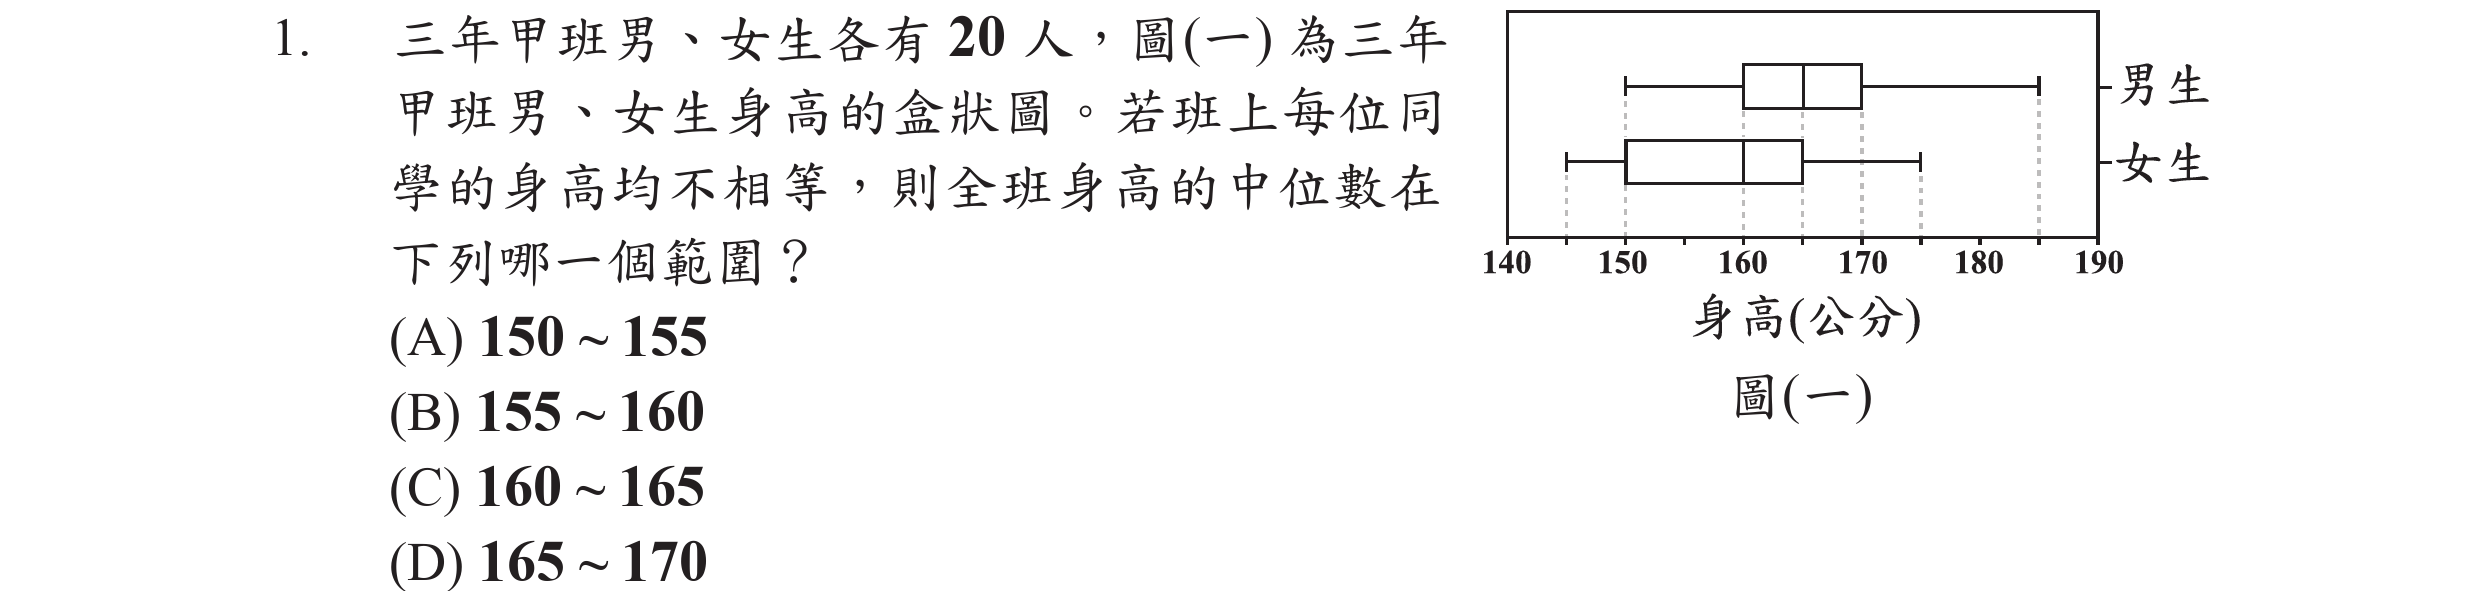 1. 三年甲班男、女生各有 20 人，圖(一) 為三年
甲班男、女生身高的盒狀圖。若班上每位同
學的身高均不相等，則全班身高的中位數在
下列哪一個範圍？
(A) 150 ~ 155
(B) 155 ~ 160
(C) 160 ~ 165
(D) 165 ~ 170
男生
女生
140 150 160 170 180 190
身高(公分)
圖(一)